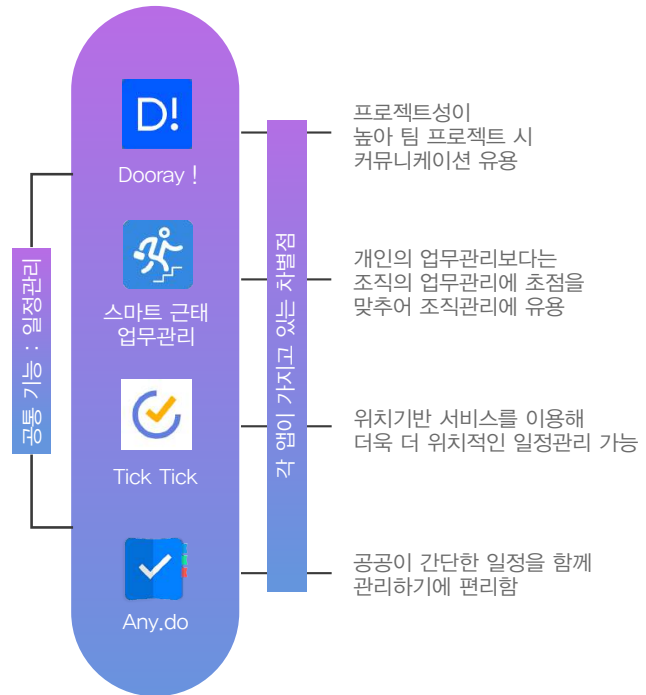 D!
Dooray !
프로젝트성이
높아 팀 프로젝트 시
커뮤니케이션 유용
스마트 근태
업무관리
개인의 업무관리보다는
조직의 업무관리에 초점을
맞추어 조직관리에 유용
공통 기능 : 일정관리
각 앱이 가지고 있는 차별점
Tick Tick
위치기반 서비스를 이용해
더욱 더 위치적인 일정관리 가능
Any.do
공공이 간단한 일정을 함께
관리하기에 편리함